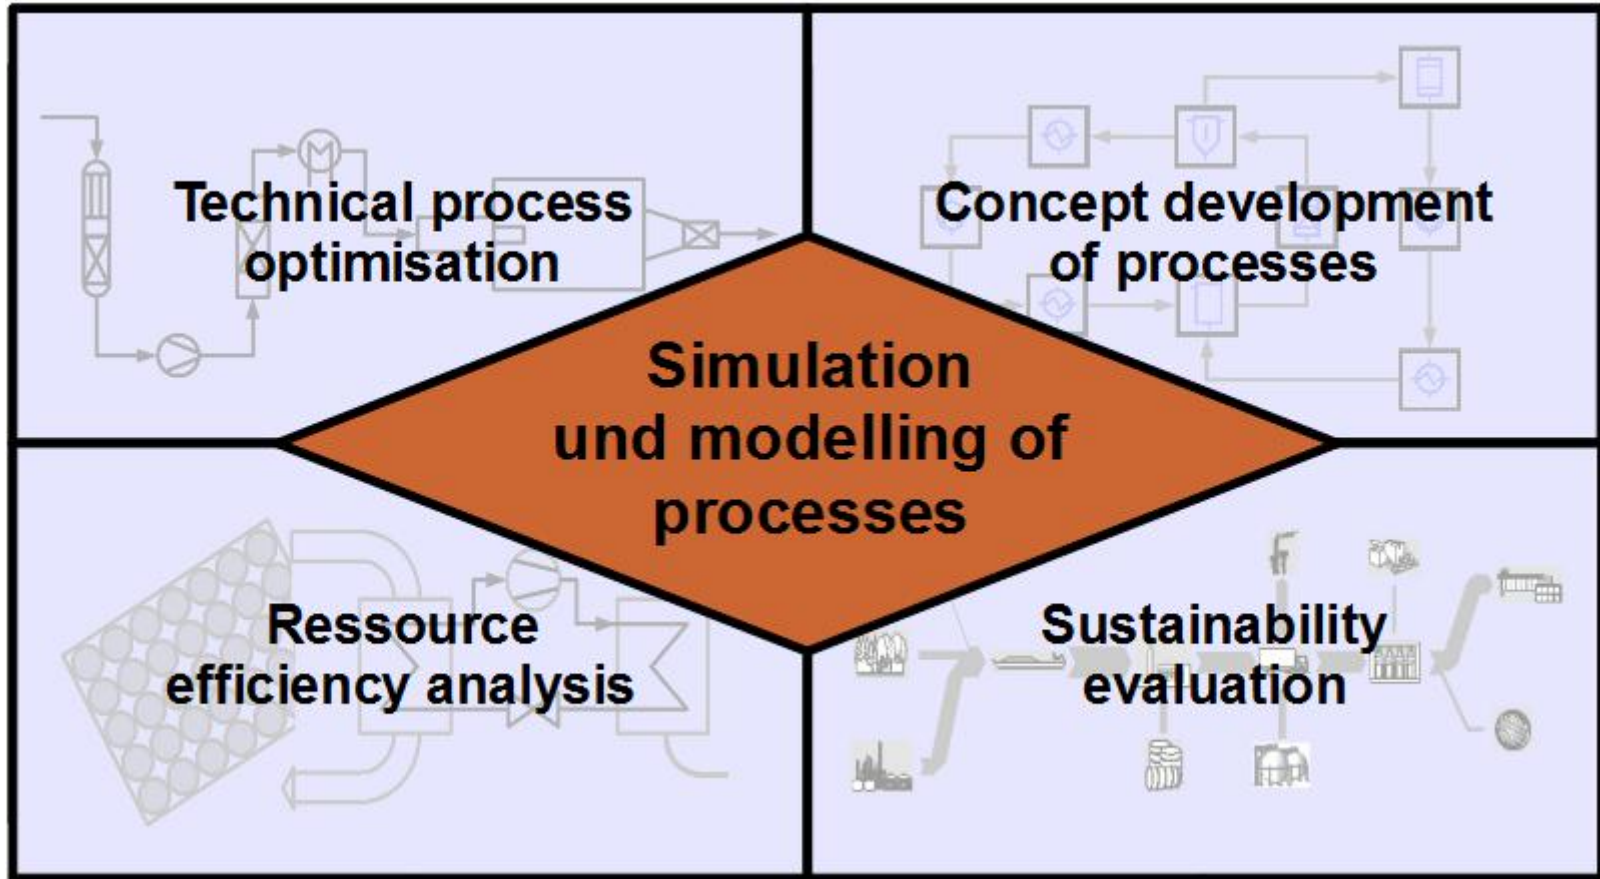 Technical process
optimisation
Concept development
of processes
Simulation
und modelling of
processes
Ressource
efficiency analysis
Sustainability
evaluation